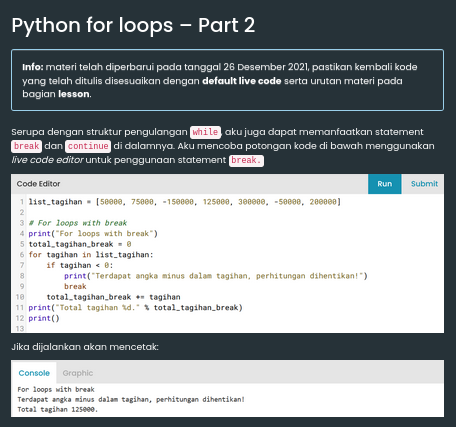 Python for loops – Part 2
Info: materi telah diperbarui pada tanggal 26 Desember 2021, pastikan kembali kode
yang telah ditulis disesuaikan dengan default live code serta urutan materi pada
bagian lesson.
Serupa dengan struktur pengulangan while, aku juga dapat memanfaatkan statement
break dan continue di dalamnya. Aku mencoba potongan kode di bawah menggunakan
live code editor untuk penggunaan statement break.
Code Editor Run Submit
1 list_tagihan = [50000, 75000, -150000, 125000, 300000, -50000, 200000]
2
3 # For loops with break
4 print("For loops with break")
5 total_tagihan_break = 0
6 for tagihan in list_tagihan:
7 if tagihan < 0:
8 print("Terdapat angka minus dalam tagihan, perhitungan dihentikan!")
9 break
10 total_tagihan_break += tagihan
11 print("Total tagihan %d." % total_tagihan_break)
12 print()
13
Jika dijalankan akan mencetak:
Console Graphic
For loops with break
Terdapat angka minus dalam tagihan, perhitungan dihentikan!
Total tagihan 125000.